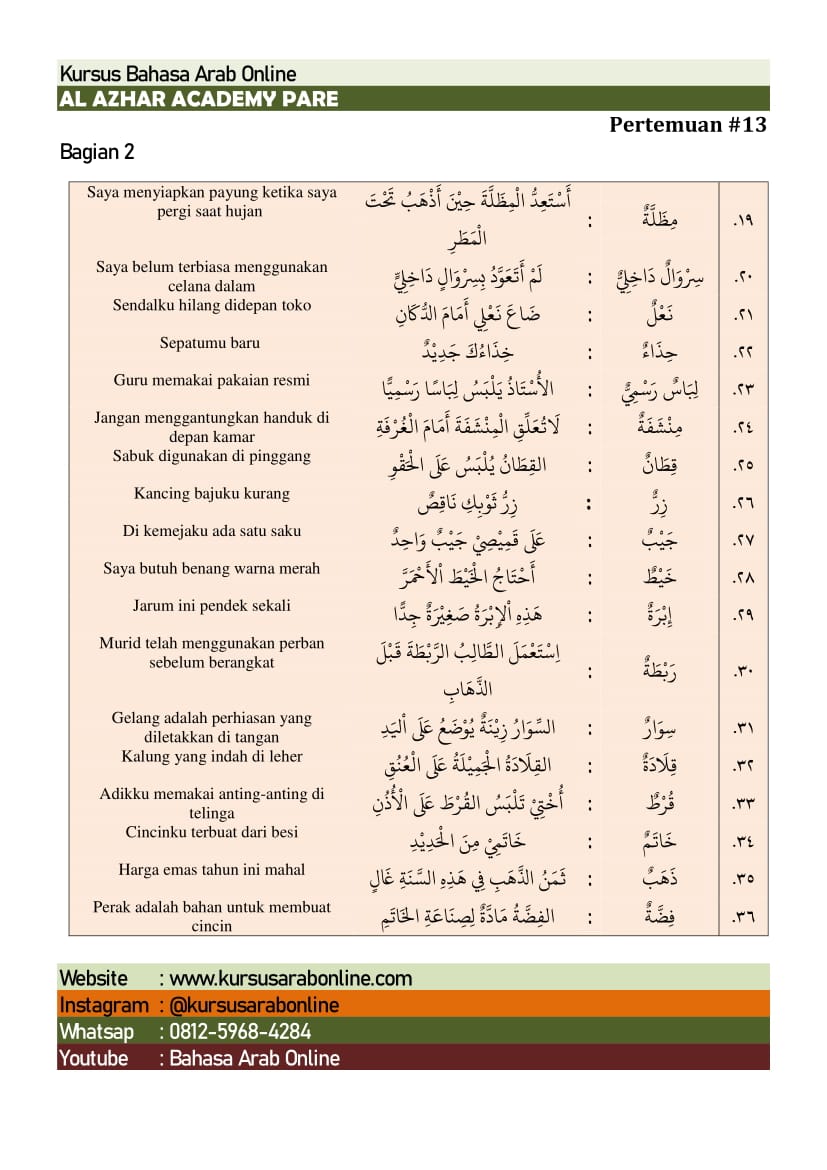 Kursus Bahasa Arab Online
AL AZHAR ACADEMY PARE
Pertemuan #13
Bagian 2
١٩. مِظَلَّةٌ : أَسْتَعِدُّ الْمِظَلَّةَ حِيْنَ أَذْهَبُ تَحْتَ
الْمَطَرِ
Saya menyiapkan payung ketika saya
pergi saat hujan
٢٠. سِرْوَالٌ دَاخِلِيٌّ : لَمْ أَتَعَوَّدُ بِسِرْوَالٍ دَاخِلِيٍّ
Saya belum terbiasa menggunakan
celana dalam
٢١. نَعْلٌ : ضَاعَ نَعْلِي أَمَامَ الدُّكَانِ
Sendalku hilang didepan toko
٢٢. حِذَاءٌ : خِذَاءُكَ جَدِيْدٌ
Sepatumu baru
٢٣. لِبَاسٌ رَسْمِيٌّ : الأُسْتَاذُ يَلْبَسُ لِبَاسًا رَسْمِيًّا
Guru memakai pakaian resmi
٢٤. مِنْشَفَةٌ : لَاتُعَلِّقِ الْمِنْشَفَةَ أَمَامَ الْغُرْفَةِ
Jangan menggantungkan handuk di
depan kamar
٢٥. قِطَانٌ : القِطَانُ يُلْبَسُ عَلَى الْحَقْوِ
Sabuk digunakan di pinggang
٢٦. زِرٌّ : زِرُّ ثَوْبِكِ نَاقِصٌ
Kancing bajuku kurang
٢٧. جَيْبٌ : عَلَى قَمِيْصِيْ جَيْبٌ وَاحِدٌ
Di kemejaku ada satu saku
٢٨. خَيْطٌ : أَحْتَاجُ الْخَيْطَ اْلأَحْمَرَّ
Saya butuh benang warna merah
٢٩. إِبْرَةٌ : هَذِهِ اْلإِبْرَةُ صَغِيْرَةٌ جِدًّا
Jarum ini pendek sekali
٣٠. رَبْطَةٌ : اِسْتَعْمَلَ الطَّالِبُ الرَّبْطَةَ قَبْلَ
الذَّهَابِ
Murid telah menggunakan perban
sebelum berangkat
٣١. سِوَارٌ : السِّوَارُ زِيْنَةٌ يُوْضَعُ عَلَى اْليَدِ
Gelang adalah perhiasan yang
diletakkan di tangan
٣٢. قِلَادَةٌ : القِلَادَةُ الْجَمِيْلَةُ عَلَى الْعُنُقِ
Kalung yang indah di leher
٣٣. قُرْطٌ : أُخْتِيْ تَلْبَسُ القُرْطَ عَلَى الْأُذُنِ
Adikku memakai anting-anting di
telinga
٣٤. خَاتَمٌ : خَاتَمِيْ مِنَ الْحَدِيْدِ
Cincinku terbuat dari besi
٣٥. ذَهَبٌ : ثَمَنُ الذَّهَبِ فِي هَذِهِ السَّنَةِ غَالٍ
Harga emas tahun ini mahal
٣٦. فِضَّةٌ : الفِضَّةُ مَادَّةٌ لِصِنَاعَةِ الْخَاتَمِ
Perak adalah bahan untuk membuat
cincin
Website : www.kursusarabonline.com
Instagram : @kursusarabonline
Whatsap : 0812-5968-4284
Youtube : Bahasa Arab Online